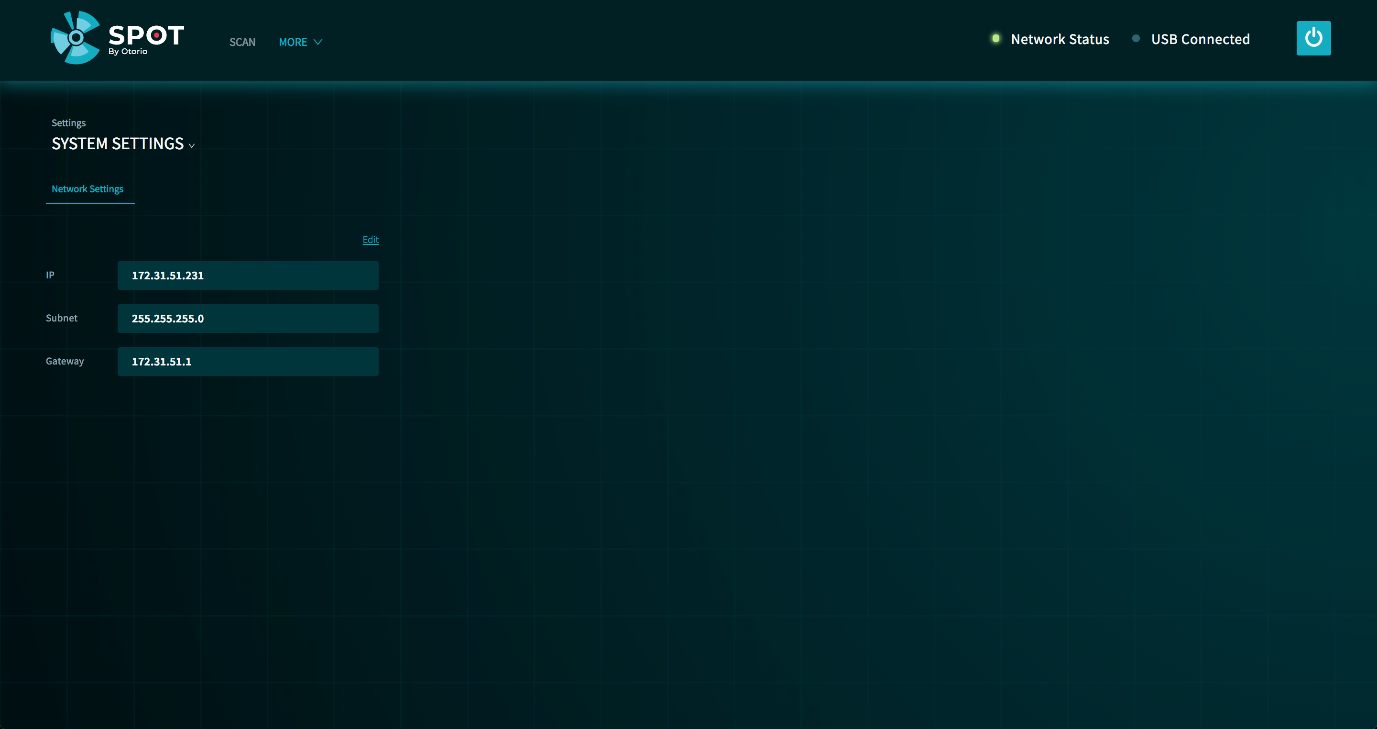 SPOT
By Otorio
SCAN
MORE
Network Status
USB Connected
Settings
SYSTEM SETTINGS
Network Settings
Edit
IP
172.31.51.231
Subnet
255.255.255.0
Gateway
172.31.51.1